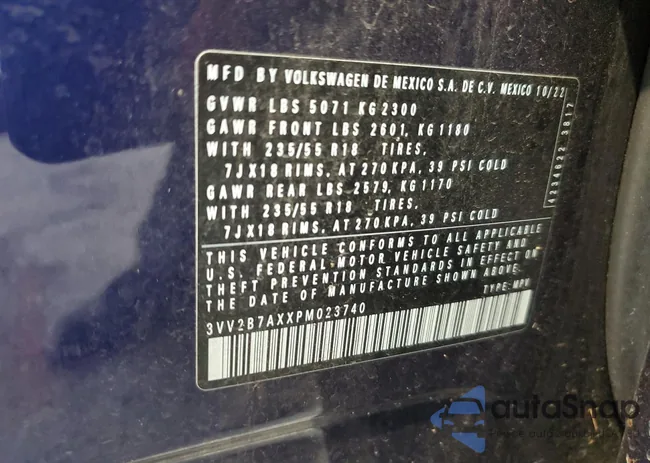 MFD BY VOLKSWAGEN DE MEXICO S.A. DE C.V. MEXICO 10/22
GVWR LBS 5071 KG 2300
GAWR FRONT LBS 2601, KG 1180
WITH 235/55 R18 TIRES,
7JX18 RIMS, AT 270 KPA, 39 PSI COLD
GAWR REAR LBS 2579, KG 1170
WITH 235/55 R18 TIRES,
7JX18 RIMS, AT 270 KPA, 39 PSI COLD
THIS VEHICLE CONFORMS TO ALL APPLICABLE
U.S. FEDERAL MOTOR VEHICLE SAFETY AND
THEFT PREVENTION STANDARDS IN EFFECT ON
THE DATE OF MANUFACTURE SHOWN ABOVE.
3VV2B7AXXPM023740
TYPE: MPV
4234622 3817
autoSnap